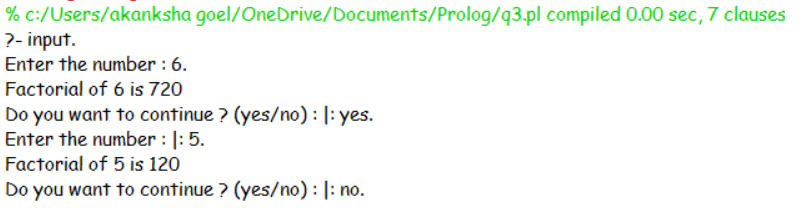 % c:/Users/akanksha goel/OneDrive/Documents/Prolog/q3.pl compiled 0.00 sec, 7 clauses
?- input.
Enter the number : 6.
Factorial of 6 is 720
Do you want to continue ? (yes/no) : |: yes.
Enter the number : |: 5.
Factorial of 5 is 120
Do you want to continue ? (yes/no) : |: no.